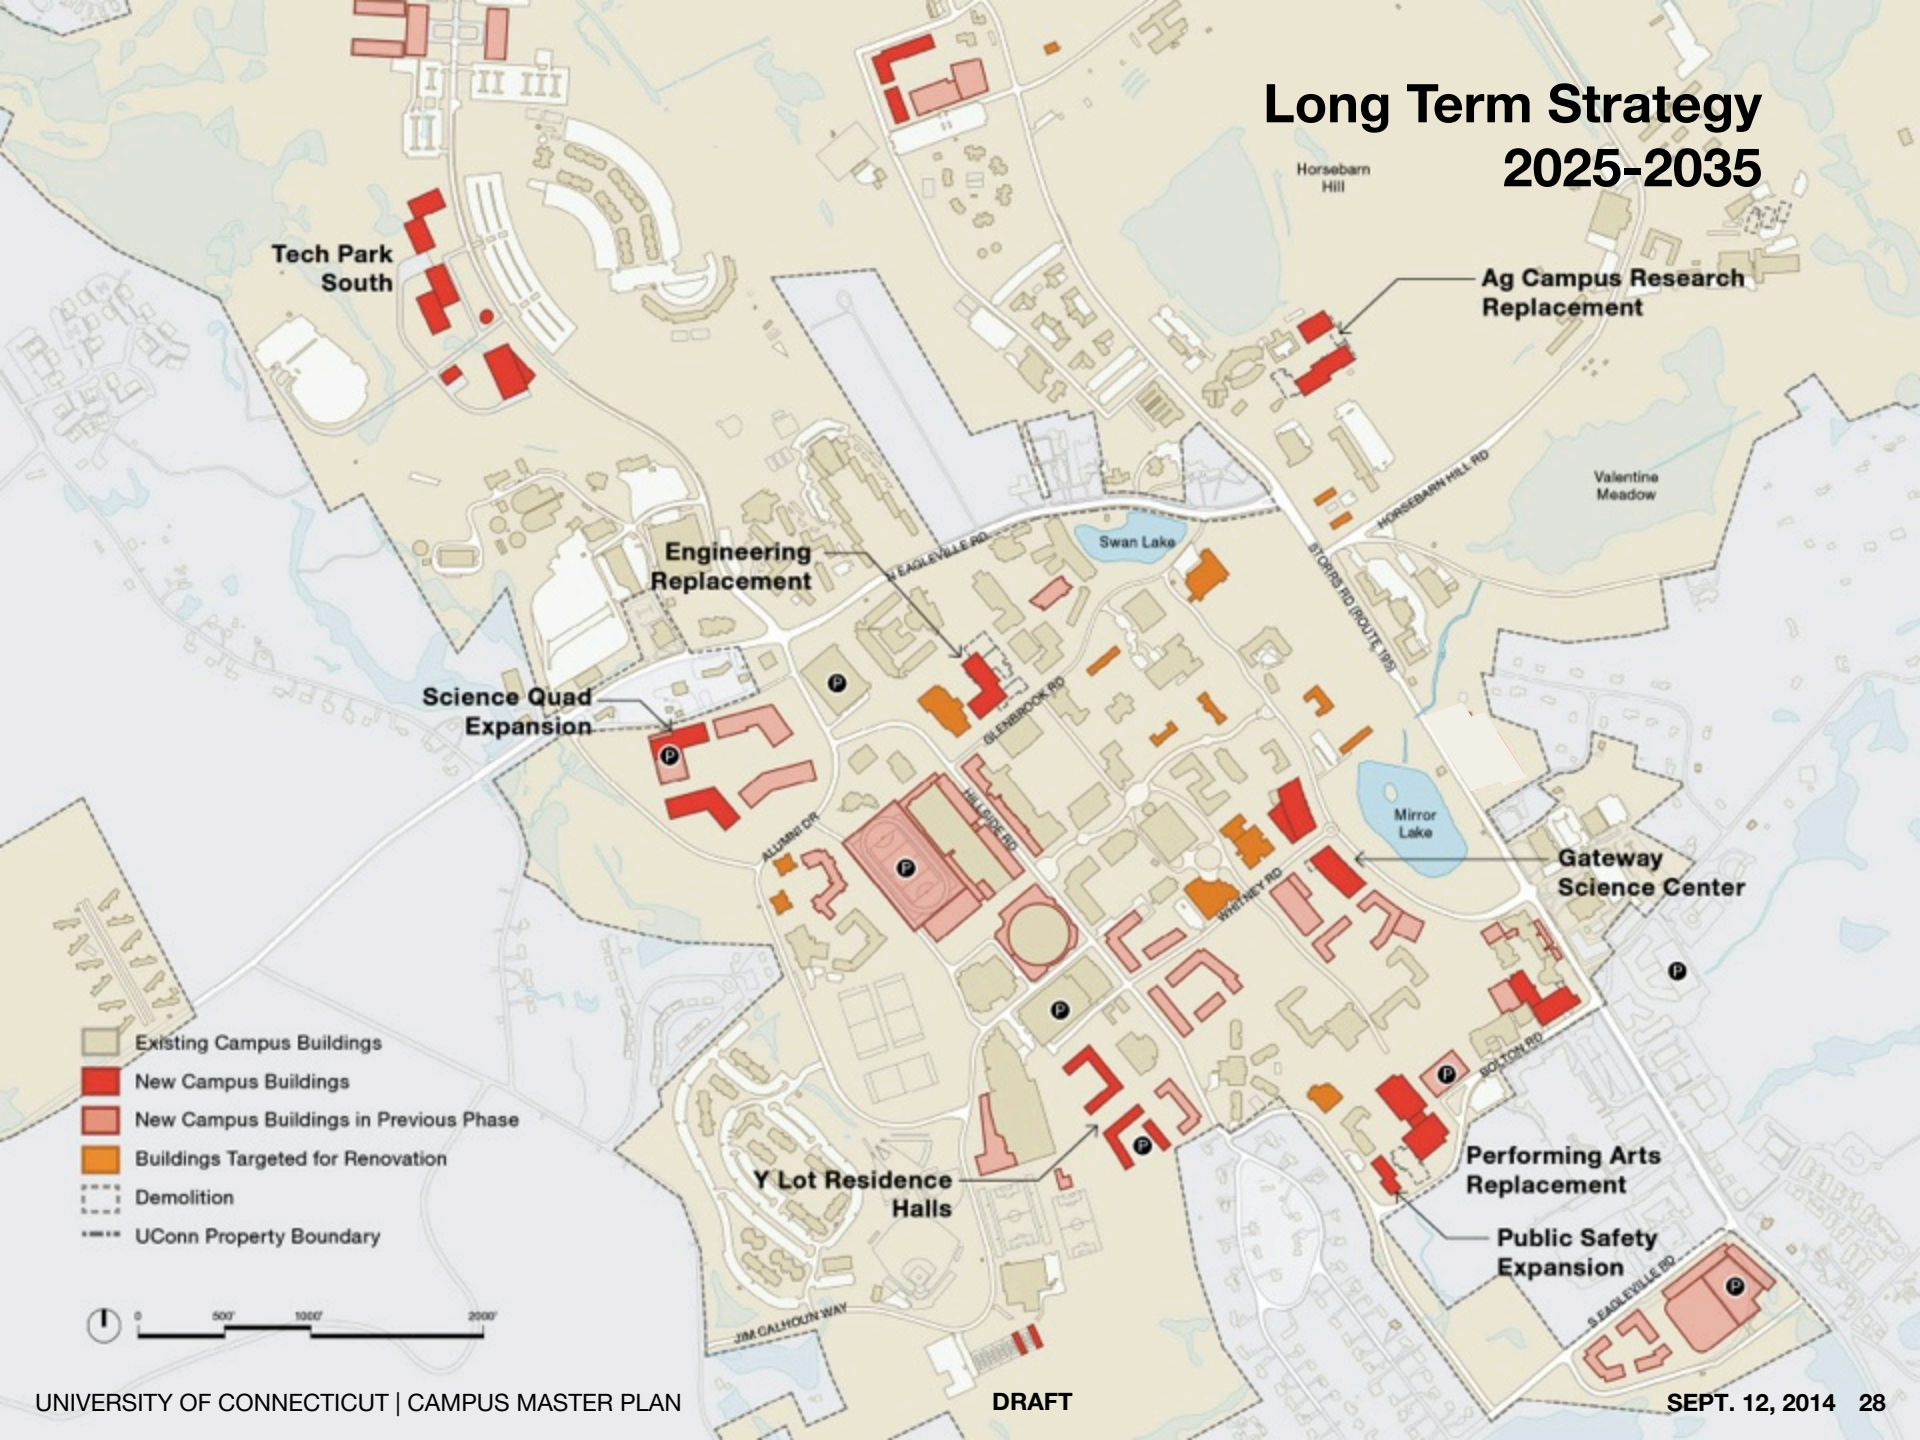 Long Term Strategy
2025-2035
Horsebarn
Hill
Tech Park
South
Ag Campus Research
Replacement
Valentine
Meadow
HORSEBARN HILL RD
Swan Lake
N EAGLEVILLE RD
STORRS RD (ROUTE 195)
Engineering
Replacement
GLENBROOK RD
Science Quad
Expansion
P
P
HILLSIDE RD
ALUMNI DR
P
Mirror
Lake
Gateway
Science Center
WHITNEY RD
P
P
Existing Campus Buildings
New Campus Buildings
New Campus Buildings in Previous Phase
Buildings Targeted for Renovation
Demolition
UConn Property Boundary
BOLTON RD
P
P
Y Lot Residence
Halls
Performing Arts
Replacement
Public Safety
Expansion
S EAGLEVILLE RD
P
JIM CALHOUN WAY
0 500' 1000' 2000'
UNIVERSITY OF CONNECTICUT | CAMPUS MASTER PLAN
DRAFT
SEPT. 12, 2014 28